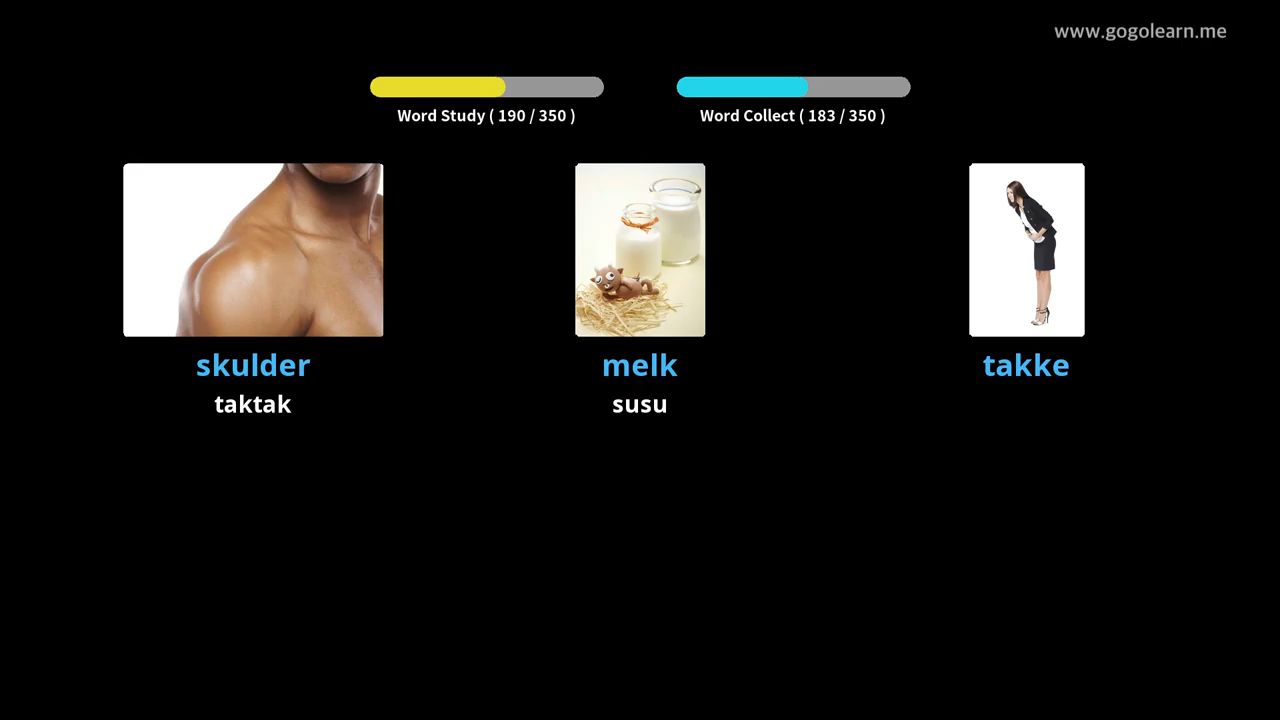 www.gogolearn.me
Word Study ( 190 / 350 )
Word Collect ( 183 / 350 )
skulder
melk
takke
taktak
susu